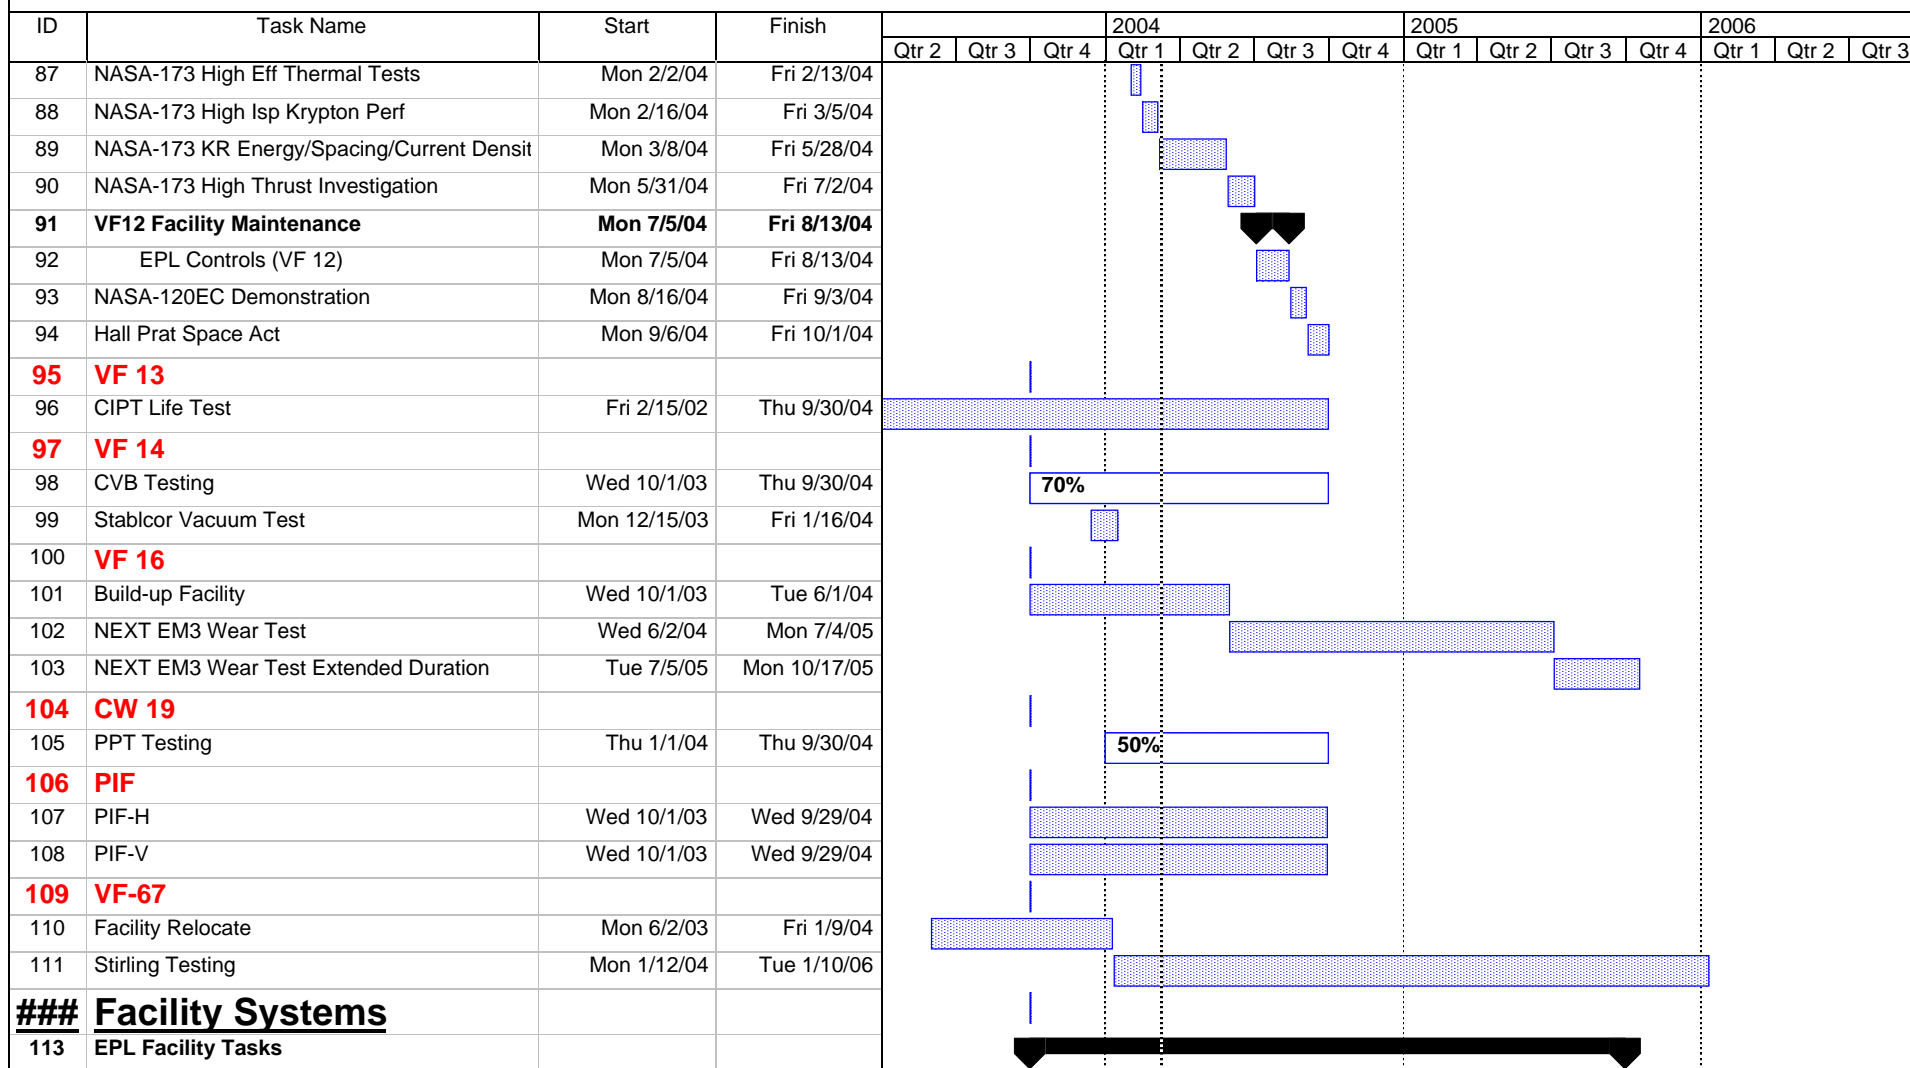 ID Task Name Start Finish 2004 2005 2006
Qtr 2 Qtr 3 Qtr 4 Qtr 1 Qtr 2 Qtr 3 Qtr 4 Qtr 1 Qtr 2 Qtr 3 Qtr 4 Qtr 1 Qtr 2 Qtr 3
87 NASA-173 High Eff Thermal Tests Mon 2/2/04 Fri 2/13/04
88 NASA-173 High Isp Krypton Perf Mon 2/16/04 Fri 3/5/04
89 NASA-173 KR Energy/Spacing/Current Densit Mon 3/8/04 Fri 5/28/04
90 NASA-173 High Thrust Investigation Mon 5/31/04 Fri 7/2/04
91 VF12 Facility Maintenance Mon 7/5/04 Fri 8/13/04
92 EPL Controls (VF 12) Mon 7/5/04 Fri 8/13/04
93 NASA-120EC Demonstration Mon 8/16/04 Fri 9/3/04
94 Hall Prat Space Act Mon 9/6/04 Fri 10/1/04
95 VF 13
96 CIPT Life Test Fri 2/15/02 Thu 9/30/04
97 VF 14
98 CVB Testing Wed 10/1/03 Thu 9/30/04 70%
99 Stablcor Vacuum Test Mon 12/15/03 Fri 1/16/04
100 VF 16
101 Build-up Facility Wed 10/1/03 Tue 6/1/04
102 NEXT EM3 Wear Test Wed 6/2/04 Mon 7/4/05
103 NEXT EM3 Wear Test Extended Duration Tue 7/5/05 Mon 10/17/05
104 CW 19
105 PPT Testing Thu 1/1/04 Thu 9/30/04 50%
106 PIF
107 PIF-H Wed 10/1/03 Wed 9/29/04
108 PIF-V Wed 10/1/03 Wed 9/29/04
109 VF-67
110 Facility Relocate Mon 6/2/03 Fri 1/9/04
111 Stirling Testing Mon 1/12/04 Tue 1/10/06
### Facility Systems
113 EPL Facility Tasks